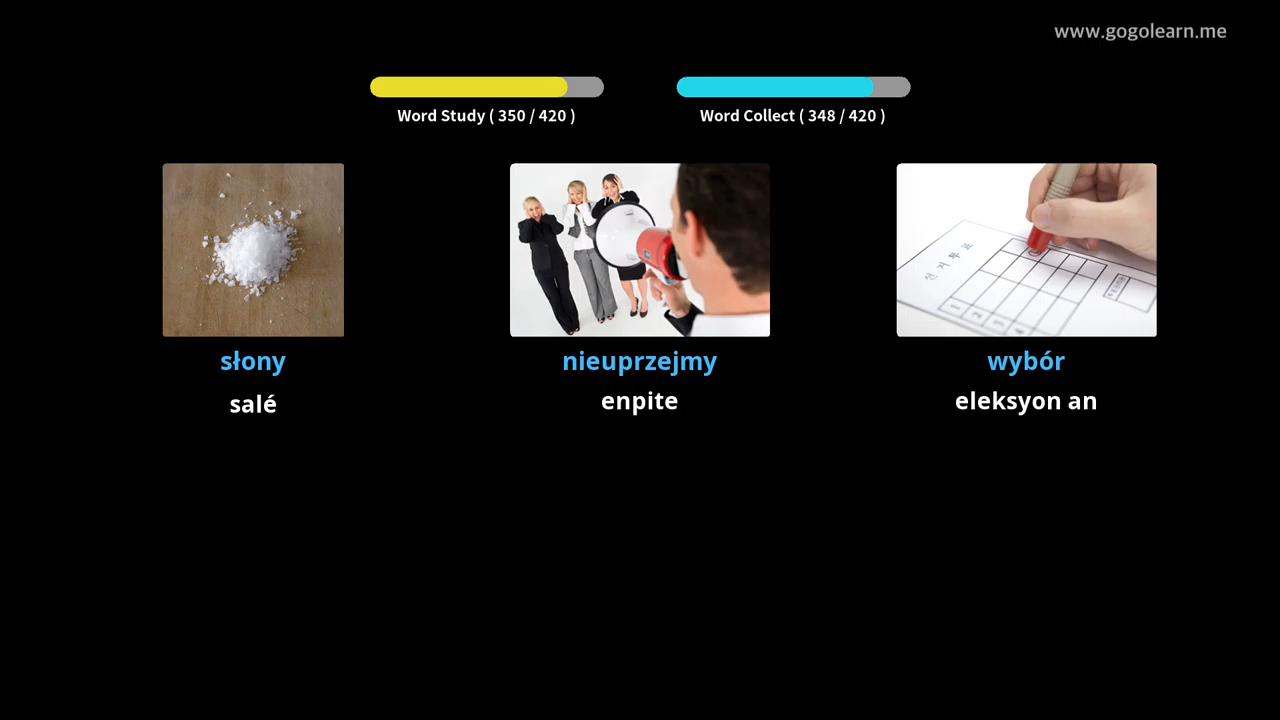 www.gogolearn.me
Word Study ( 350 / 420 )
Word Collect ( 348 / 420 )
słony
nieuprzejmy
wybór
salé
enpite
eleksyon an